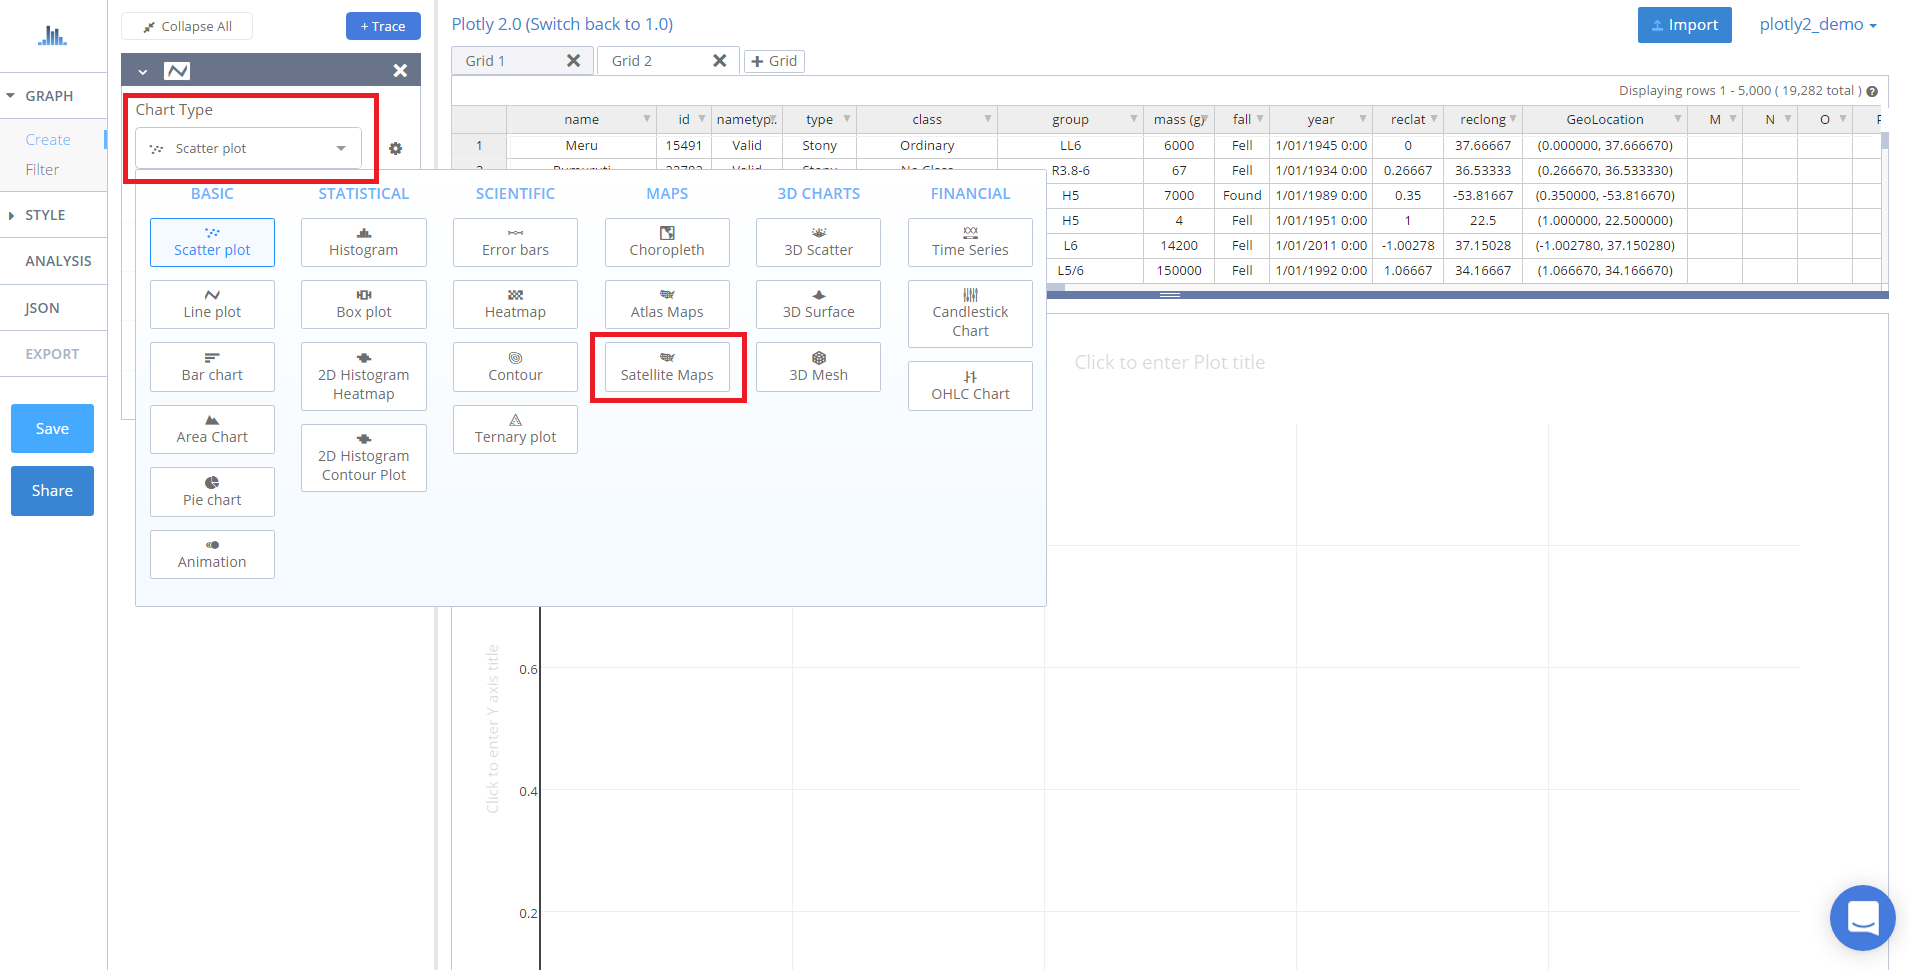 Collapse All
+ Trace
Plotly 2.0 (Switch back to 1.0)
Import
plotly2_demo
Grid 1
Grid 2
Grid
GRAPH
Create
Filter
STYLE
ANALYSIS
JSON
EXPORT
Save
Share
Chart Type
Scatter plot
Displaying rows 1 - 5,000 ( 19,282 total )
name id nametyp.. type class group mass (g) fall year reclat reclong GeoLocation M N O
1 Meru 15491 Valid Stony Ordinary LL6 6000 Fell 1/01/1945 0:00 0 37.66667 (0.000000, 37.666670)
R3.8-6 67 Fell 1/01/1934 0:00 0.26667 36.53333 (0.266670, 36.533330)
H5 7000 Found 1/01/1989 0:00 0.35 -53.81667 (0.350000, -53.816670)
H5 4 Fell 1/01/1951 0:00 1 22.5 (1.000000, 22.500000)
L6 14200 Fell 1/01/2011 0:00 -1.00278 37.15028 (-1.002780, 37.150280)
L5/6 150000 Fell 1/01/1992 0:00 1.06667 34.16667 (1.066670, 34.166670)
BASIC
Scatter plot
Line plot
Bar chart
Area Chart
Pie chart
Animation
STATISTICAL
Histogram
Box plot
2D Histogram
Heatmap
2D Histogram
Contour Plot
SCIENTIFIC
Error bars
Heatmap
Contour
Ternary plot
MAPS
Choropleth
Atlas Maps
Satellite Maps
3D CHARTS
3D Scatter
3D Surface
3D Mesh
FINANCIAL
Time Series
Candlestick
Chart
OHLC Chart
Click to enter Plot title
Click to enter Y axis title
0.6
0.4
0.2